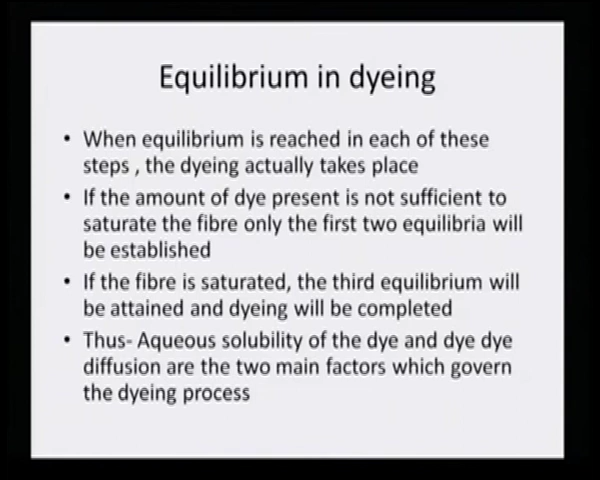 Equilibrium in dyeing
• When equilibrium is reached in each of these
steps , the dyeing actually takes place
• If the amount of dye present is not sufficient to
saturate the fibre only the first two equilibria will
be established
• If the fibre is saturated, the third equilibrium will
be attained and dyeing will be completed
• Thus- Aqueous solubility of the dye and dye dye
diffusion are the two main factors which govern
the dyeing process